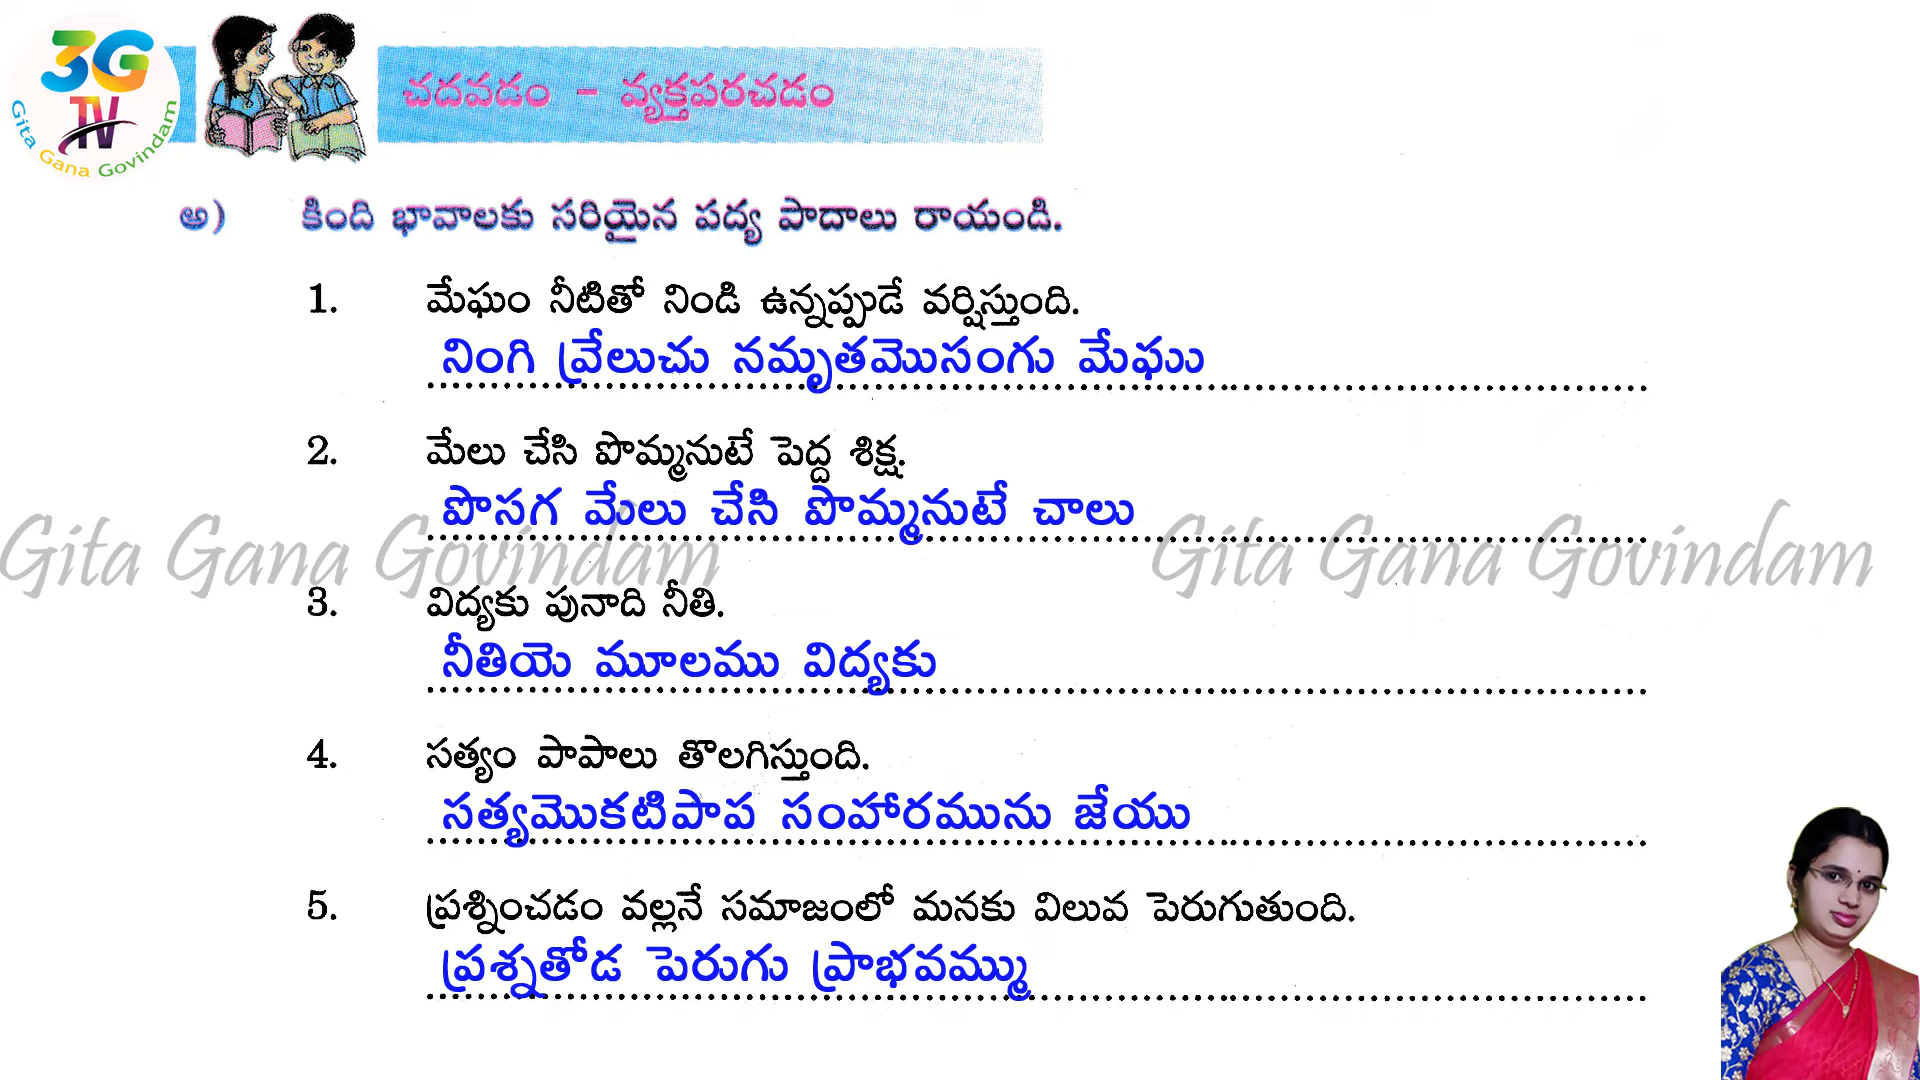 3G
TV
Gita Gana Govindam
చదవడం - వ్యక్తపరచడం
అ) కింది భావాలకు సరియైన పద్య పాదాలు రాయండి.
1. మేఘం నీటితో నిండి ఉన్నప్పుడే వర్షిస్తుంది.
నింగి వ్రేలుచు నమృతమొసంగు మేఘు
2. మేలు చేసి పొమ్మనుటే పెద్ద శిక్ష.
పొసగ మేలు చేసి పొమ్మనుటే చాలు
Gita Gana Govindam Gita Gana Govindam
3. విద్యకు పునాది నీతి.
నీతియె మూలము విద్యకు
4. సత్యం పాపాలు తొలగిస్తుంది.
సత్యమొకటిపాప సంహారమును జేయు
5. ప్రశ్నించడం వల్లనే సమాజంలో మనకు విలువ పెరుగుతుంది.
ప్రశ్నతోడ పెరుగు ప్రాభవమ్ము